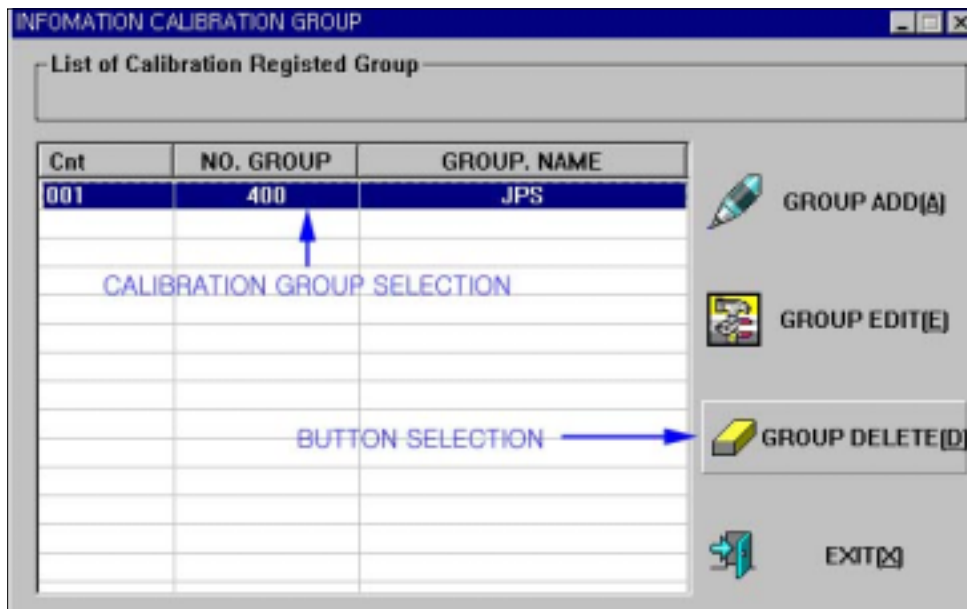 INFOMATION CALIBRATION GROUP
List of Calibration Registed Group
Cnt NO. GROUP GROUP. NAME
001 400 JPS
CALIBRATION GROUP SELECTION
BUTTON SELECTION
GROUP ADD(A)
GROUP EDIT(E)
GROUP DELETE(D)
EXIT(X)